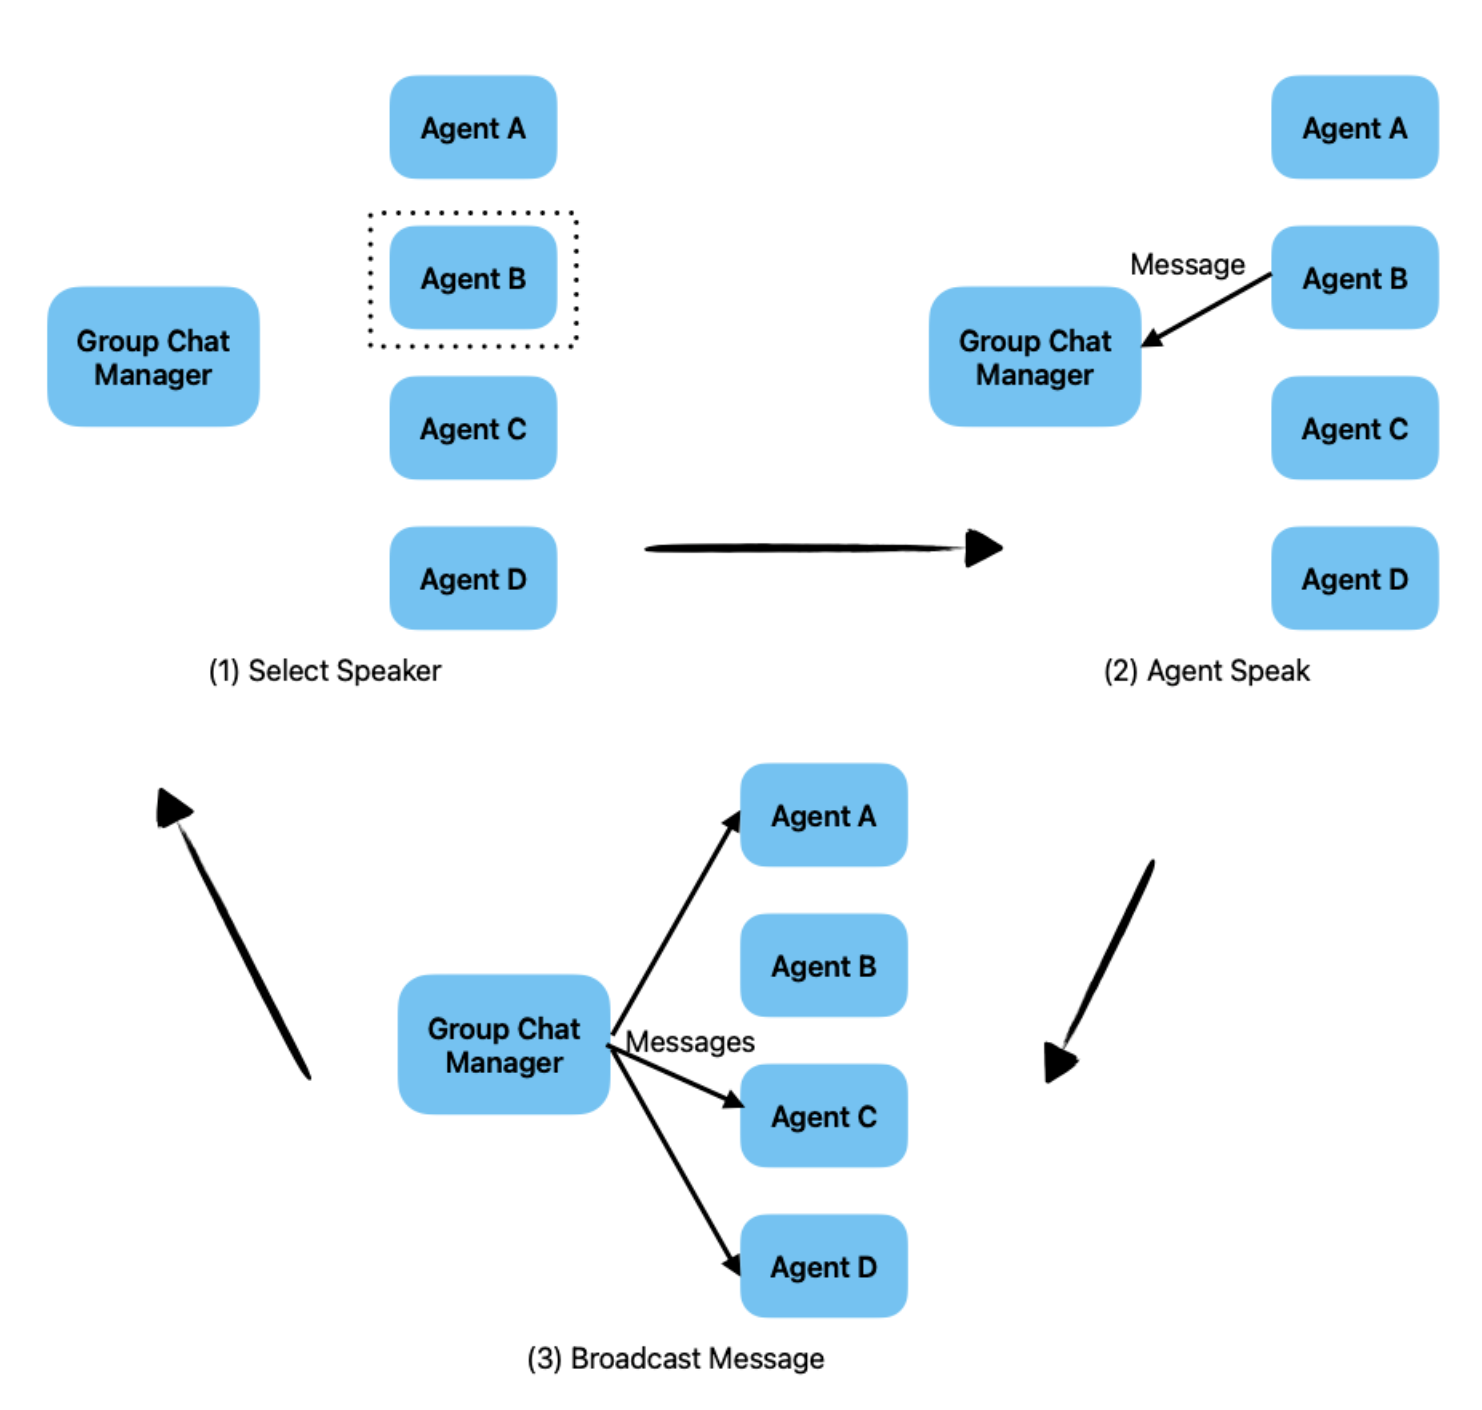 Agent A
Agent B
Group Chat
Manager
Agent C
Agent D
(1) Select Speaker
Agent A
Message
Agent B
Group Chat
Manager
Agent C
Agent D
(2) Agent Speak
Agent A
Agent B
Group Chat
Manager
Messages
Agent C
Agent D
(3) Broadcast Message